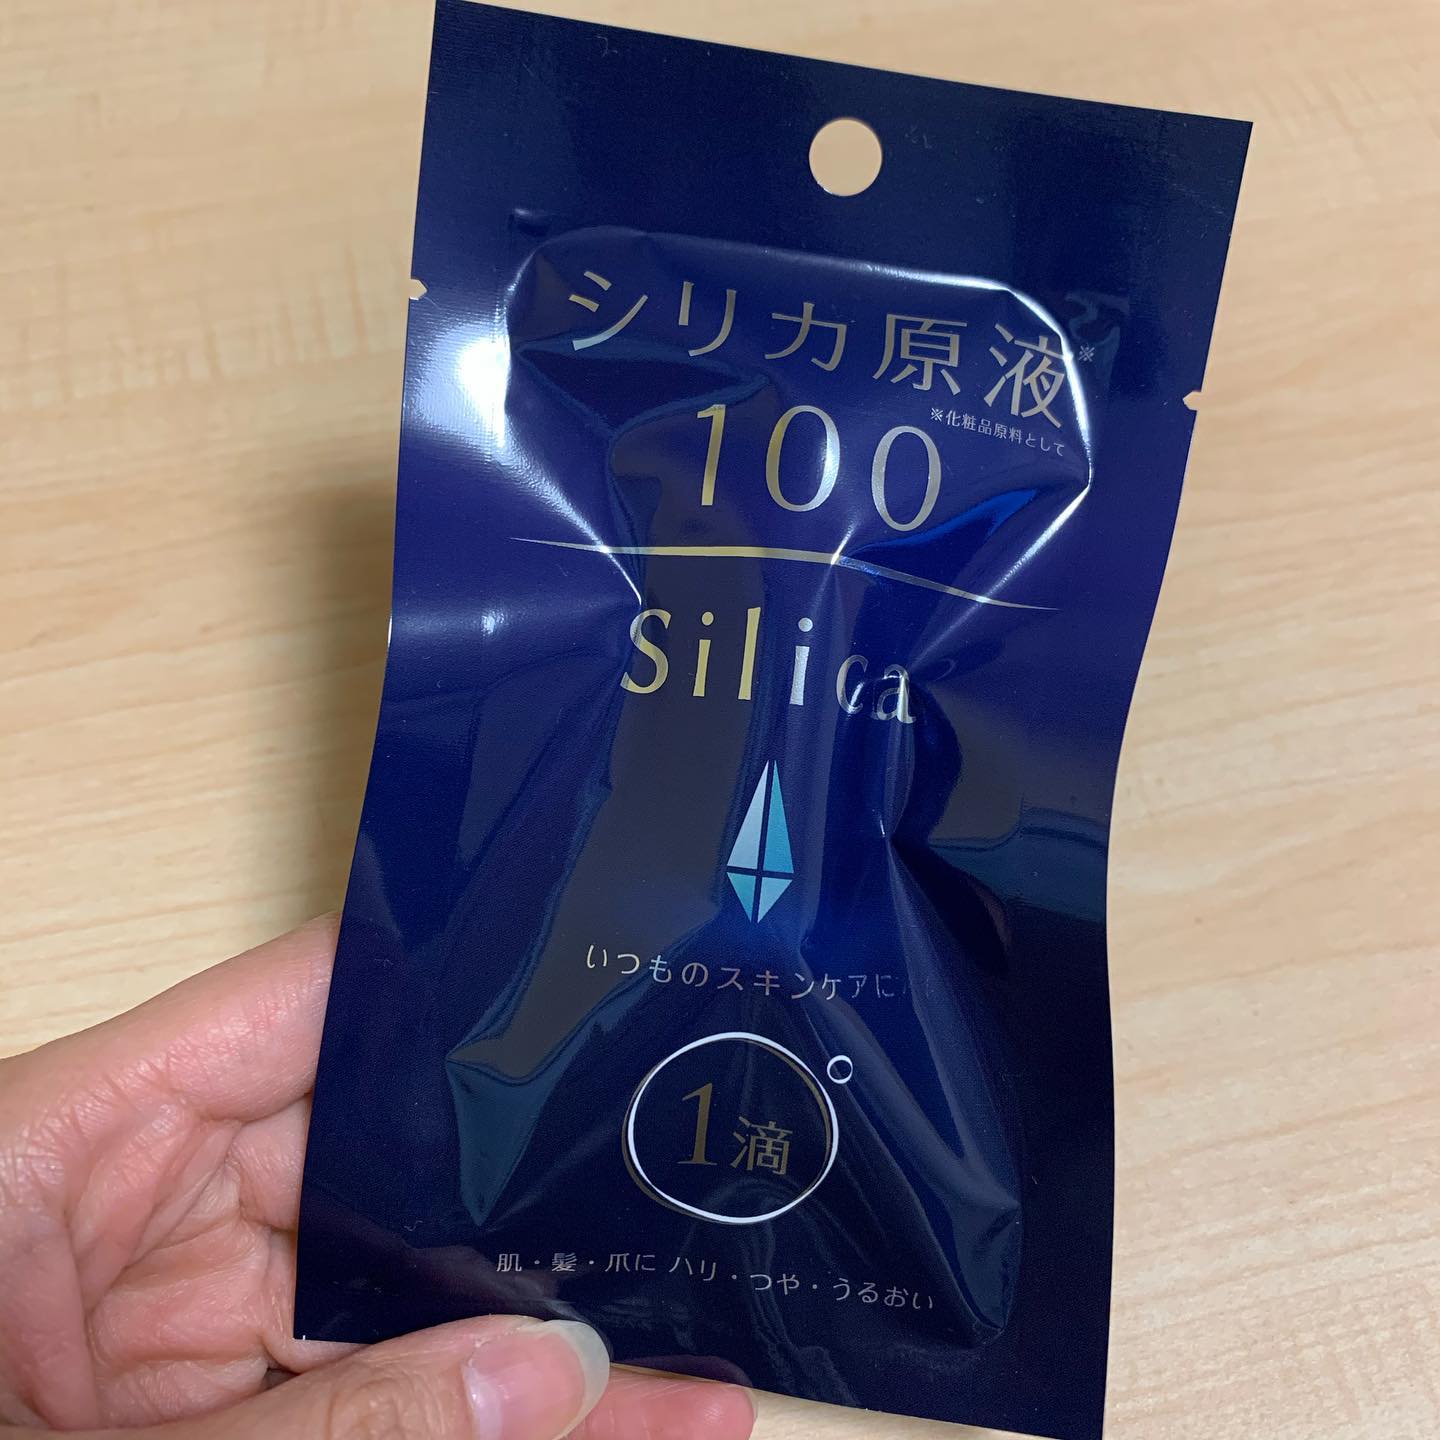 シリカ原液※
※化粧品原料として
100
Silica
いつものスキンケアに
1滴
肌・髪・爪に ハリ・つや・うるおい